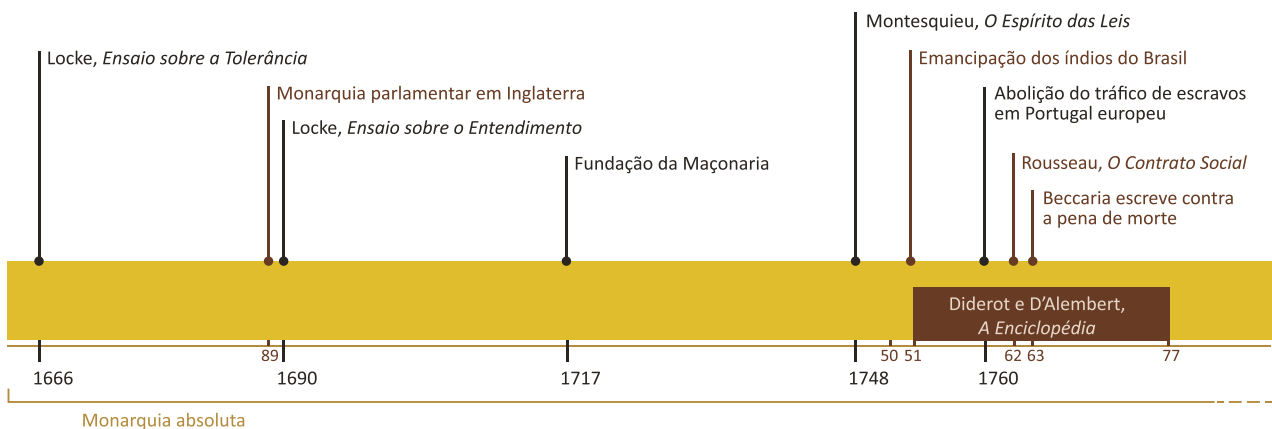 Montesquieu, O Espírito das Leis
Locke, Ensaio sobre a Tolerância
Emancipação dos índios do Brasil
Monarquia parlamentar em Inglaterra
Abolição do tráfico de escravos
em Portugal europeu
Locke, Ensaio sobre o Entendimento
Fundação da Maçonaria
Rousseau, O Contrato Social
Beccaria escreve contra
a pena de morte
Diderot e D’Alembert,
A Enciclopédia
89
50
51
62
63
77
1666
1690
1717
1748
1760
Monarquia absoluta